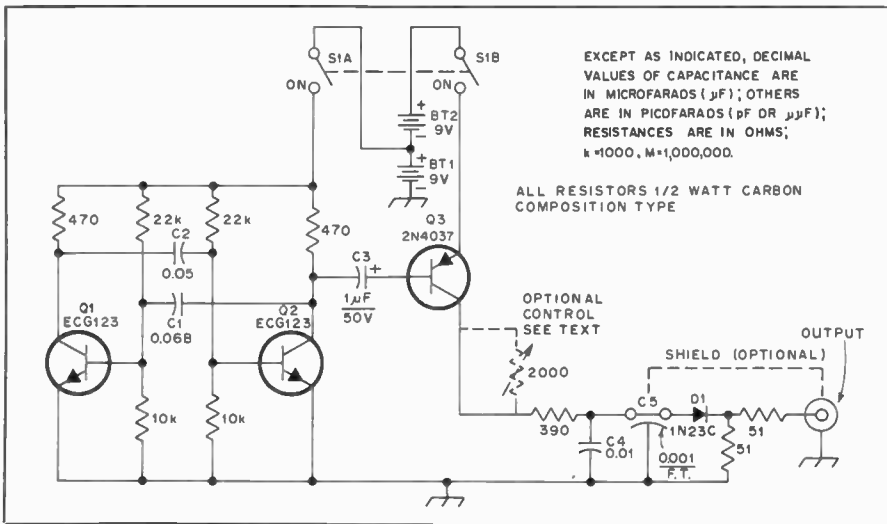 S1A
S1B
ON
ON
+
BT2
9V
−
+
BT1
9V
−
EXCEPT AS INDICATED, DECIMAL
VALUES OF CAPACITANCE ARE
IN MICROFARADS (µF); OTHERS
ARE IN PICOFARADS (pF OR µµF);
RESISTANCES ARE IN OHMS;
k=1000, M=1,000,000.
ALL RESISTORS 1/2 WATT CARBON
COMPOSITION TYPE
470
22k
22k
470
C2
0.05
C1
0.068
C3
+
1µF
50V
Q3
2N4037
Q1
ECG123
Q2
ECG123
10k
10k
OPTIONAL
CONTROL
SEE TEXT
2000
OUTPUT
SHIELD (OPTIONAL)
390
C4
0.01
C5
0.001
F.T.
D1
1N23C
51
51